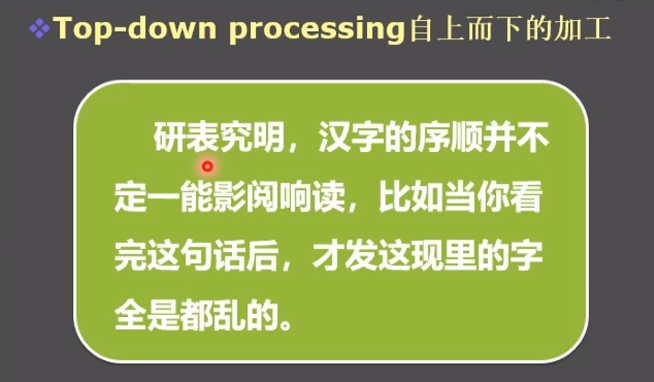 Top-down processing自上而下的加工
研表究明，汉字的序顺并不
定一能影阅响读，比如当你看
完这句话后，才发这现里的字
全是都乱的。